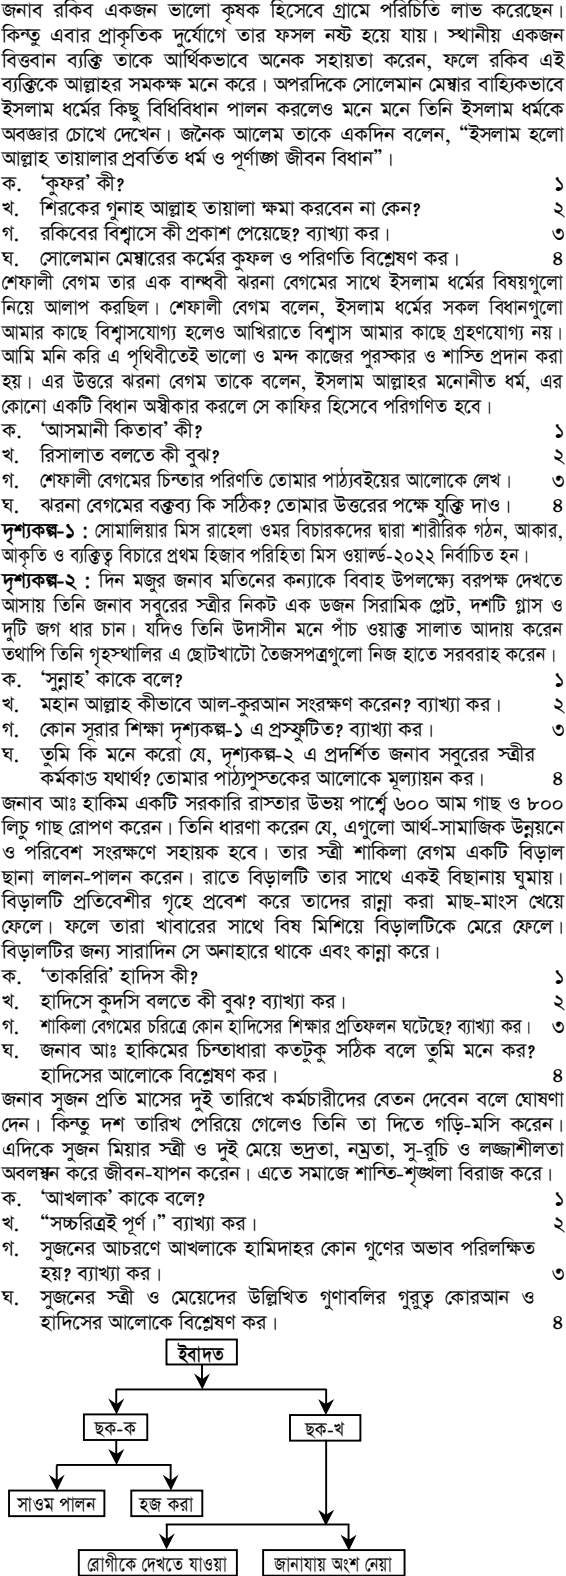 জনাব রকিব একজন ভালো কৃষক হিসেবে গ্রামে পরিচিতি লাভ করেছেন।
কিন্তু এবার প্রাকৃতিক দুর্যোগে তার ফসল নষ্ট হয়ে যায়। স্থানীয় একজন
বিত্তবান ব্যক্তি তাকে আর্থিকভাবে অনেক সহায়তা করেন, ফলে রকিব এই
ব্যক্তিকে আল্লাহর সমকক্ষ মনে করে। অপরদিকে সোলেমান মেম্বার বাহ্যিকভাবে
ইসলাম ধর্মের কিছু বিধিবিধান পালন করলেও মনে মনে তিনি ইসলাম ধর্মকে
অবজ্ঞার চোখে দেখেন। জনৈক আলেম তাকে একদিন বলেন, “ইসলাম হলো
আল্লাহ তায়ালার প্রবর্তিত ধর্ম ও পূর্ণাঙ্গ জীবন বিধান”।
ক. ‘কুফর’ কী? ১
খ. শিরকের গুনাহ আল্লাহ তায়ালা ক্ষমা করবেন না কেন? ২
গ. রকিবের বিশ্বাসে কী প্রকাশ পেয়েছে? ব্যাখ্যা কর। ৩
ঘ. সোলেমান মেম্বারের কর্মের কুফল ও পরিণতি বিশ্লেষণ কর। ৪
শেফালী বেগম তার এক বান্ধবী ঝরনা বেগমের সাথে ইসলাম ধর্মের বিষয়গুলো
নিয়ে আলাপ করছিল। শেফালী বেগম বলেন, ইসলাম ধর্মের সকল বিধানগুলো
আমার কাছে বিশ্বাসযোগ্য হলেও আখিরাতে বিশ্বাস আমার কাছে গ্রহণযোগ্য নয়।
আমি মনি করি এ পৃথিবীতেই ভালো ও মন্দ কাজের পুরস্কার ও শাস্তি প্রদান করা
হয়। এর উত্তরে ঝরনা বেগম তাকে বলেন, ইসলাম আল্লাহর মনোনীত ধর্ম, এর
কোনো একটি বিধান অস্বীকার করলে সে কাফির হিসেবে পরিগণিত হবে।
ক. ‘আসমানী কিতাব’ কী? ১
খ. রিসালাত বলতে কী বুঝ? ২
গ. শেফালী বেগমের চিন্তার পরিণতি তোমার পাঠ্যবইয়ের আলোকে লেখ। ৩
ঘ. ঝরনা বেগমের বক্তব্য কি সঠিক? তোমার উত্তরের পক্ষে যুক্তি দাও। ৪
দৃশ্যকল্প-১ : সোমালিয়ার মিস রাহেলা ওমর বিচারকদের দ্বারা শারীরিক গঠন, আকার,
আকৃতি ও ব্যক্তিত্ব বিচারে প্রথম হিজাব পরিহিতা মিস ওয়ার্ল্ড-২০২২ নির্বাচিত হন।
দৃশ্যকল্প-২ : দিন মজুর জনাব মতিনের কন্যাকে বিবাহ উপলক্ষ্যে বরপক্ষ দেখতে
আসায় তিনি জনাব সবুরের স্ত্রীর নিকট এক ডজন সিরামিক প্লেট, দশটি গ্লাস ও
দুটি জগ ধার চান। যদিও তিনি উদাসীন মনে পাঁচ ওয়াক্ত সালাত আদায় করেন
তথাপি তিনি গৃহস্থালির এ ছোটখাটো তৈজসপত্রগুলো নিজ হাতে সরবরাহ করেন।
ক. ‘সুন্নাহ’ কাকে বলে? ১
খ. মহান আল্লাহ কীভাবে আল-কুরআন সংরক্ষণ করেন? ব্যাখ্যা কর। ২
গ. কোন সূরার শিক্ষা দৃশ্যকল্প-১ এ প্রস্ফুটিত? ব্যাখ্যা কর। ৩
ঘ. তুমি কি মনে করো যে, দৃশ্যকল্প-২ এ প্রদর্শিত জনাব সবুরের স্ত্রীর
কর্মকাণ্ড যথার্থ? তোমার পাঠ্যপুস্তকের আলোকে মূল্যায়ন কর। ৪
জনাব আঃ হাকিম একটি সরকারি রাস্তার উভয় পার্শ্বে ৬০০ আম গাছ ও ৮০০
লিচু গাছ রোপণ করেন। তিনি ধারণা করেন যে, এগুলো আর্থ-সামাজিক উন্নয়নে
ও পরিবেশ সংরক্ষণে সহায়ক হবে। তার স্ত্রী শাকিলা বেগম একটি বিড়াল
ছানা লালন-পালন করেন। রাতে বিড়ালটি তার সাথে একই বিছানায় ঘুমায়।
বিড়ালটি প্রতিবেশীর গৃহে প্রবেশ করে তাদের রান্না করা মাছ-মাংস খেয়ে
ফেলে। ফলে তারা খাবারের সাথে বিষ মিশিয়ে বিড়ালটিকে মেরে ফেলে।
বিড়ালটির জন্য সারাদিন সে অনাহারে থাকে এবং কান্না করে।
ক. ‘তাকরিরি’ হাদিস কী? ১
খ. হাদিসে কুদসি বলতে কী বুঝ? ব্যাখ্যা কর। ২
গ. শাকিলা বেগমের চরিত্রে কোন হাদিসের শিক্ষার প্রতিফলন ঘটেছে? ব্যাখ্যা কর। ৩
ঘ. জনাব আঃ হাকিমের চিন্তাধারা কতটুকু সঠিক বলে তুমি মনে কর?
হাদিসের আলোকে বিশ্লেষণ কর। ৪
জনাব সুজন প্রতি মাসের দুই তারিখে কর্মচারীদের বেতন দেবেন বলে ঘোষণা
দেন। কিন্তু দশ তারিখ পেরিয়ে গেলেও তিনি তা দিতে গড়ি-মসি করেন।
এদিকে সুজন মিয়ার স্ত্রী ও দুই মেয়ে ভদ্রতা, নম্রতা, সু-রুচি ও লজ্জাশীলতা
অবলম্বন করে জীবন-যাপন করেন। এতে সমাজে শান্তি-শৃঙ্খলা বিরাজ করে।
ক. ‘আখলাক’ কাকে বলে? ১
খ. “সচ্চরিত্রই পূর্ণ।” ব্যাখ্যা কর। ২
গ. সুজনের আচরণে আখলাকে হামিদাহর কোন গুণের অভাব পরিলক্ষিত
হয়? ব্যাখ্যা কর। ৩
ঘ. সুজনের স্ত্রী ও মেয়েদের উল্লিখিত গুণাবলির গুরুত্ব কোরআন ও
হাদিসের আলোকে বিশ্লেষণ কর। ৪
ইবাদত
ছক-ক ছক-খ
সাওম পালন হজ করা
রোগীকে দেখতে যাওয়া জানাযায় অংশ নেয়া